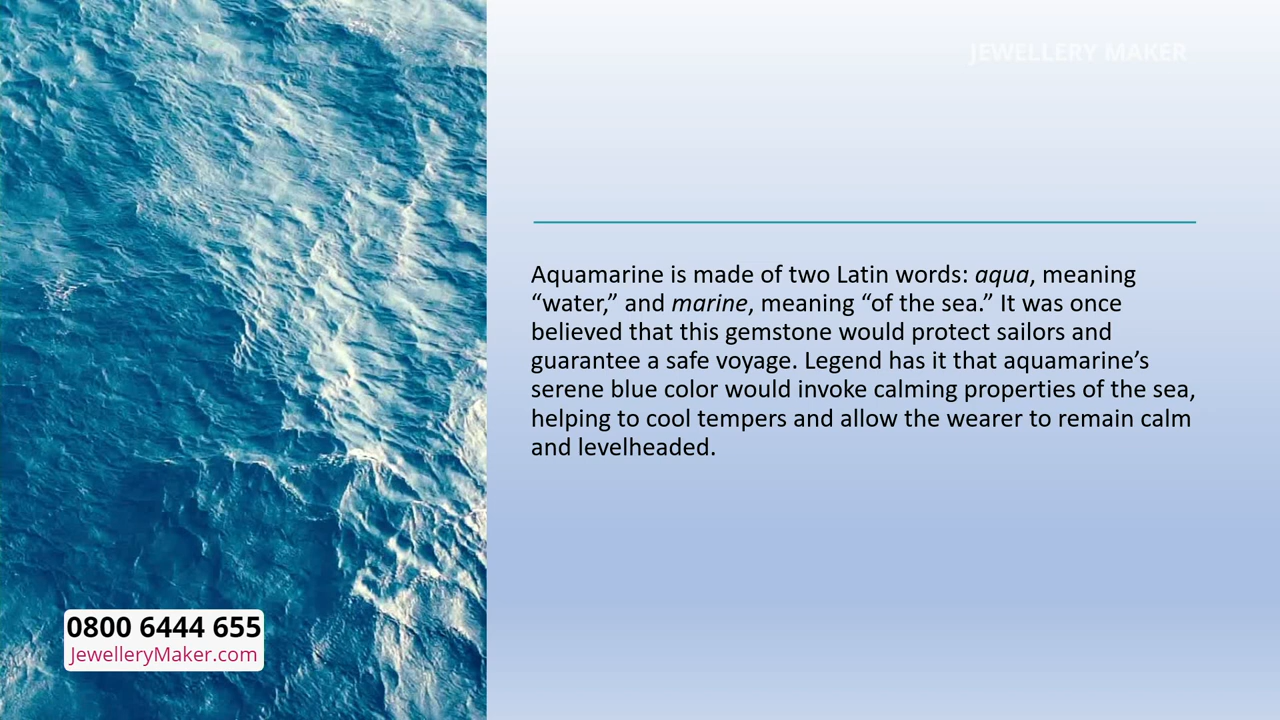 JEWELLERY MAKER
Aquamarine is made of two Latin words: aqua, meaning
“water,” and marine, meaning “of the sea.” It was once
believed that this gemstone would protect sailors and
guarantee a safe voyage. Legend has it that aquamarine’s
serene blue color would invoke calming properties of the sea,
helping to cool tempers and allow the wearer to remain calm
and levelheaded.
0800 6444 655
JewelleryMaker.com